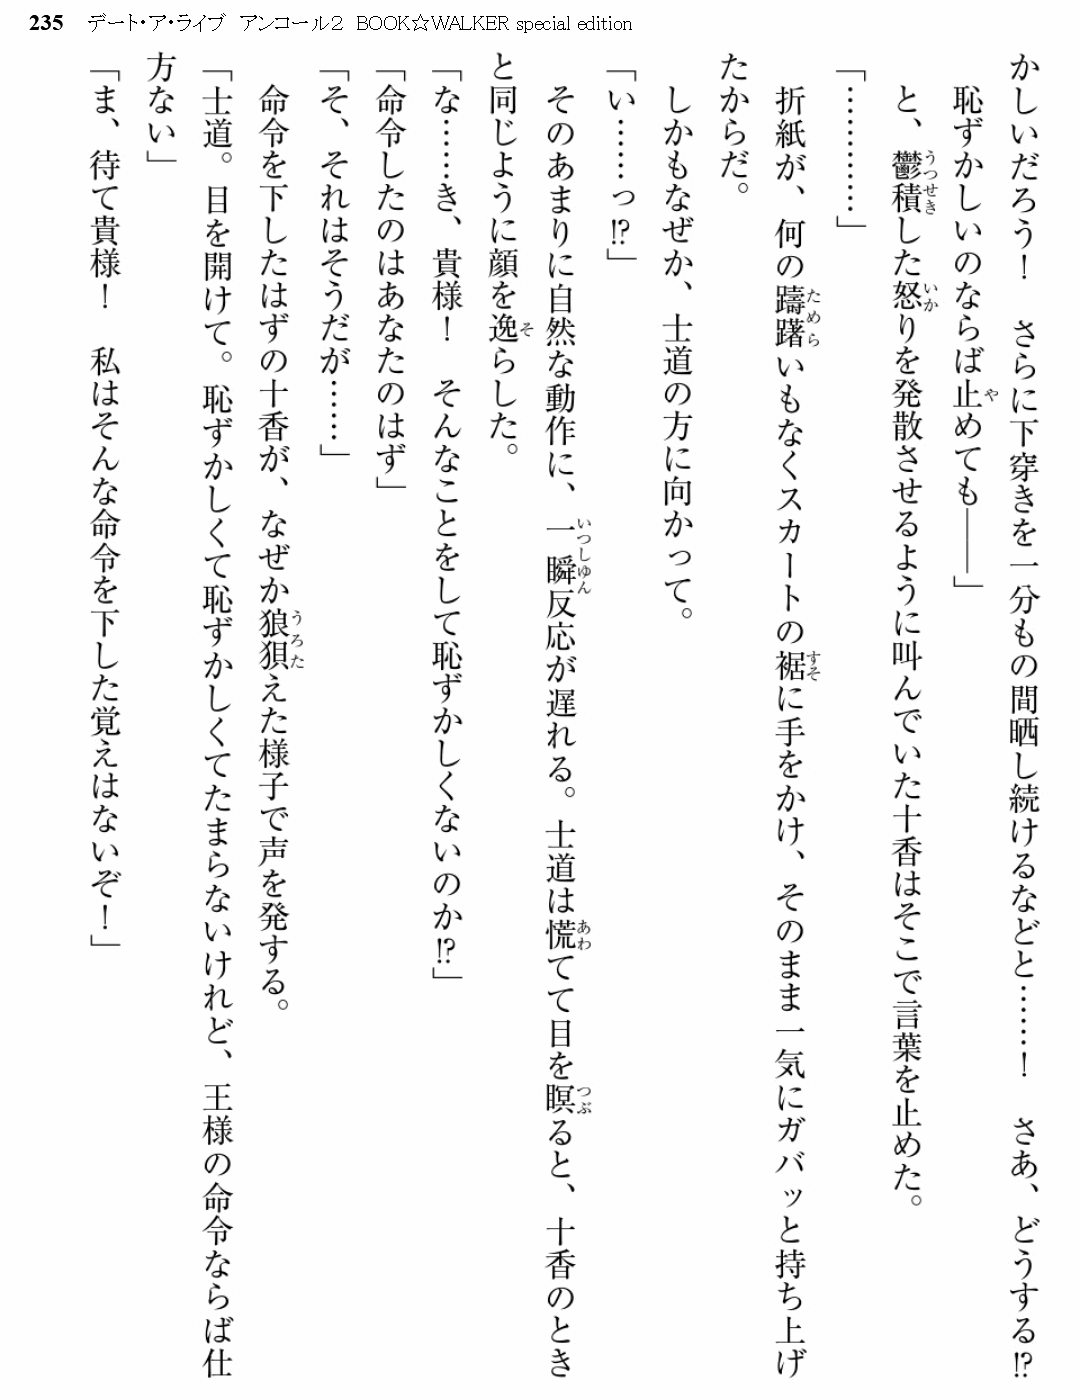 235 デート・ア・ライブ アンコール2 BOOK☆WALKER special edition
かしいだろう！　さらに下穿きを一分もの間晒し続けるなどと……！　さあ、どうする⁉
恥ずかしいのならば止めても――」
と、鬱積した怒りを発散させるように叫んでいた十香はそこで言葉を止めた。
「…………」
折紙が、何の躊躇いもなくスカートの裾に手をかけ、そのまま一気にガバッと持ち上げ
たからだ。
しかもなぜか、士道の方に向かって。
「い……っ⁉」
そのあまりに自然な動作に、一瞬反応が遅れる。士道は慌てて目を瞑ると、十香のとき
と同じように顔を逸らした。
「な……き、貴様！　そんなことをして恥ずかしくないのか⁉」
「命令したのはあなたのはず」
「そ、それはそうだが……」
命令を下したはずの十香が、なぜか狼狽えた様子で声を発する。
「士道。目を開けて。恥ずかしくて恥ずかしくてたまらないけれど、王様の命令ならば仕
方ない」
「ま、待て貴様！　私はそんな命令を下した覚えはないぞ！」